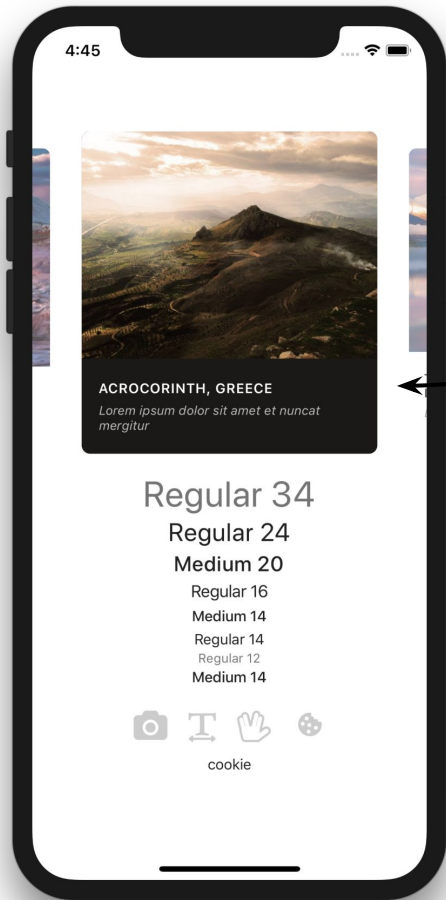 4:45
ACROCORINTH, GREECE
Lorem ipsum dolor sit amet et nuncat
mergitur
Regular 34
Regular 24
Medium 20
Regular 16
Medium 14
Regular 14
Regular 12
Medium 14
T
cookie